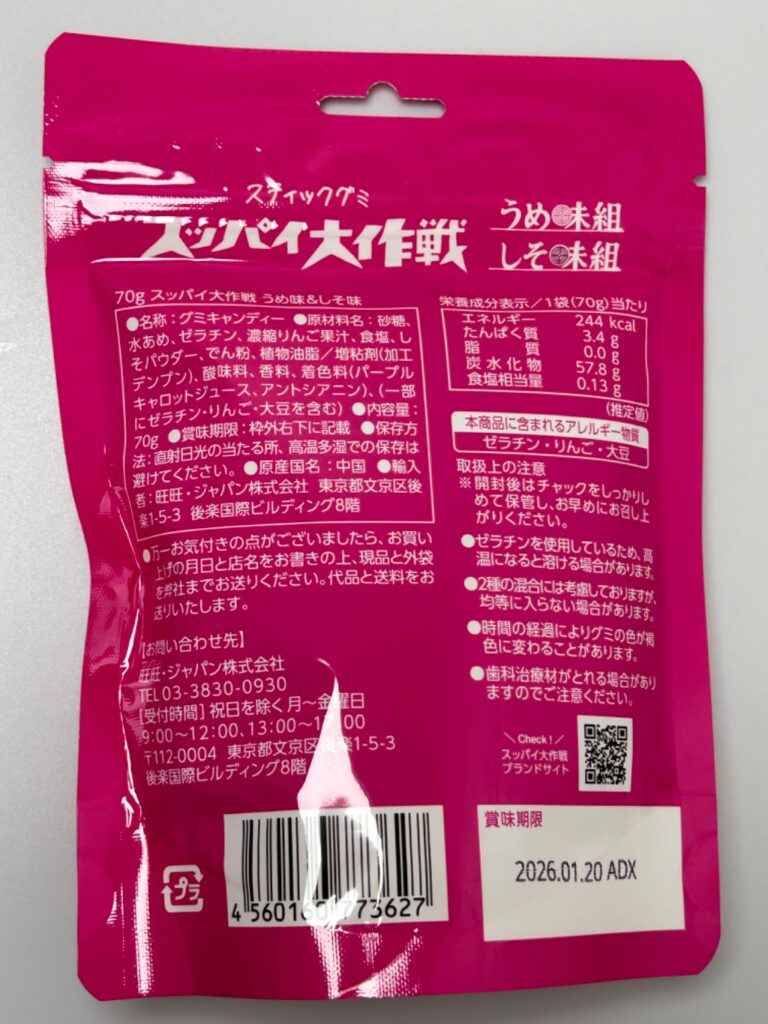 スティックグミ
スッパイ大作戦
うめ味組
しそ味組
70g スッパイ大作戦 うめ味&しそ味
●名称：グミキャンディー ●原材料名：砂糖、
水あめ、ゼラチン、濃縮りんご果汁、食塩、し
そパウダー、でん粉、植物油脂／増粘剤(加工
デンプン)、酸味料、香料、着色料(パープル
キャロットジュース、アントシアニン)、(一部
にゼラチン・りんご・大豆を含む) ●内容量：
70g ●賞味期限：枠外右下に記載 ●保存方
法：直射日光の当たる所、高温多湿での保存は
避けてください。 ●原産国名：中国 ●輸入
者：旺旺・ジャパン株式会社 東京都文京区後
楽1-5-3 後楽国際ビルディング8階
●万一お気付きの点がございましたら、お買い
上げの月日と店名をお書きの上、現品と外袋
を弊社までお送りください。代品と送料をお
送りいたします。
【お問い合わせ先】
旺旺・ジャパン株式会社
TEL 03-3830-0930
[受付時間] 祝日を除く月～金曜日
9:00～12:00、13:00～17:00
〒112-0004 東京都文京区後楽1-5-3
後楽国際ビルディング8階
栄養成分表示／1袋(70g)当たり
エネルギー 244 kcal
たんぱく質 3.4 g
脂質 0.0 g
炭水化物 57.8 g
食塩相当量 0.13 g
(推定値)
本商品に含まれるアレルギー物質
ゼラチン・りんご・大豆
取扱上の注意
※開封後はチャックをしっかりし
めて保管し、お早めにお召し上
がりください。
●ゼラチンを使用しているため、高
温になると溶ける場合があります。
●2種の混合には考慮しておりますが、
均等に入らない場合があります。
●時間の経過によりグミの色が褐
色に変わることがあります。
●歯科治療材がとれる場合があり
ますのでご注意ください。
＼Check!／
スッパイ大作戦
ブランドサイト
プラ
4 560160 773627
賞味期限
2026.01.20 ADX